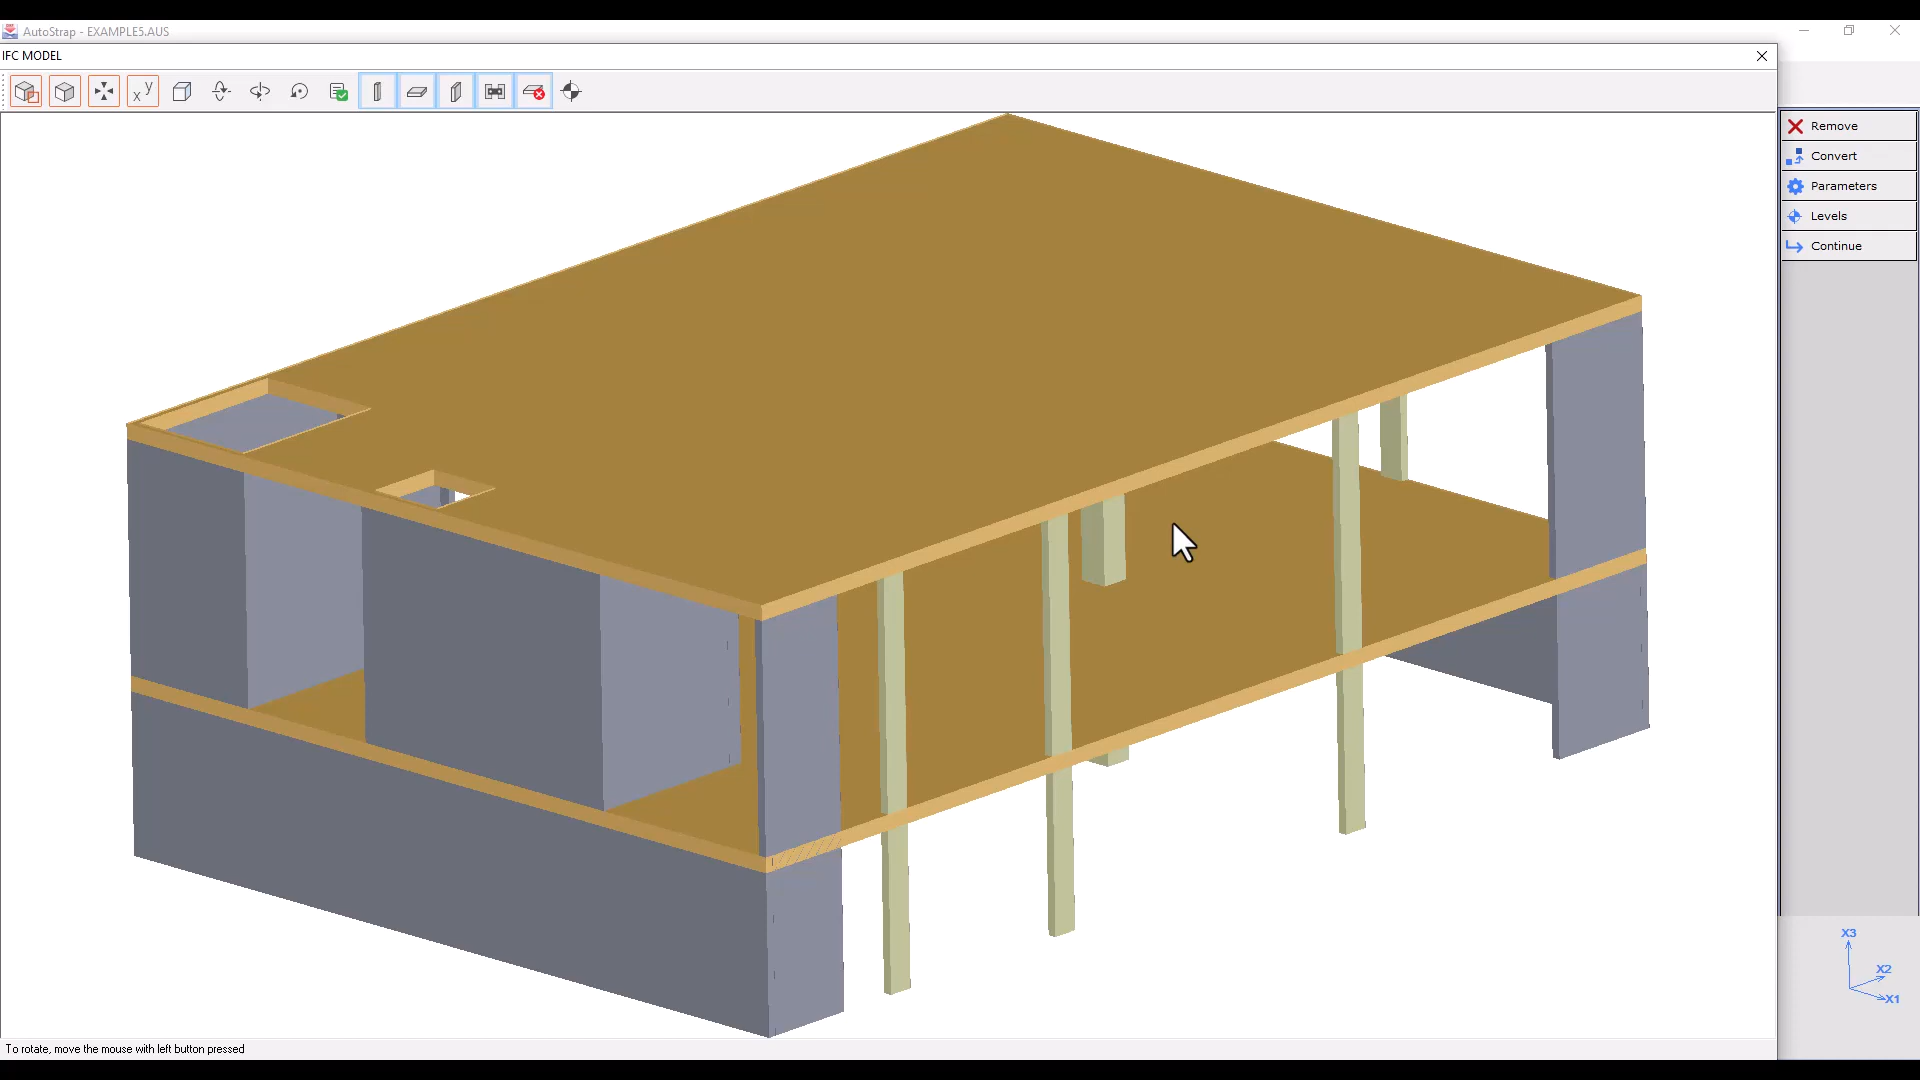 AutoStrap - EXAMPLE5.AUS
IFC MODEL
x y
Remove
Convert
Parameters
Levels
Continue
X3
X2
X1
To rotate, move the mouse with left button pressed